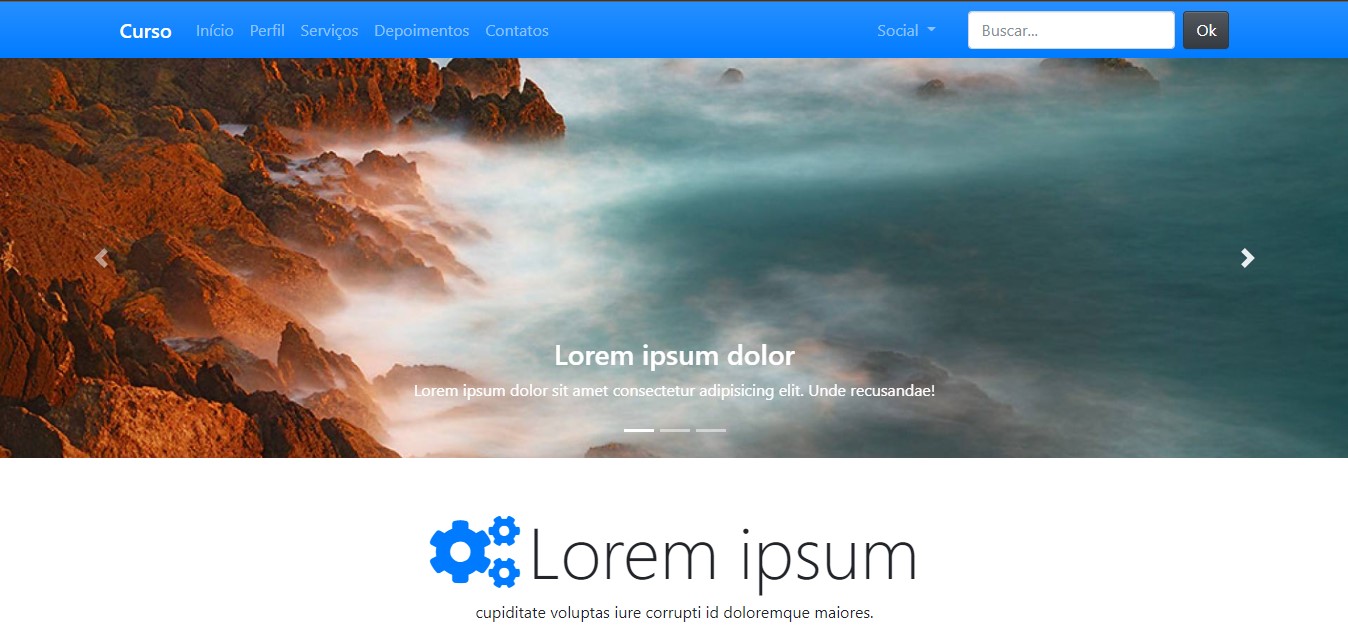 Curso Início Perfil Serviços Depoimentos Contatos Social Buscar... Ok
Lorem ipsum dolor
Lorem ipsum dolor sit amet consectetur adipisicing elit. Unde recusandae!
Lorem ipsum
cupiditate voluptas iure corrupti id doloremque maiores.